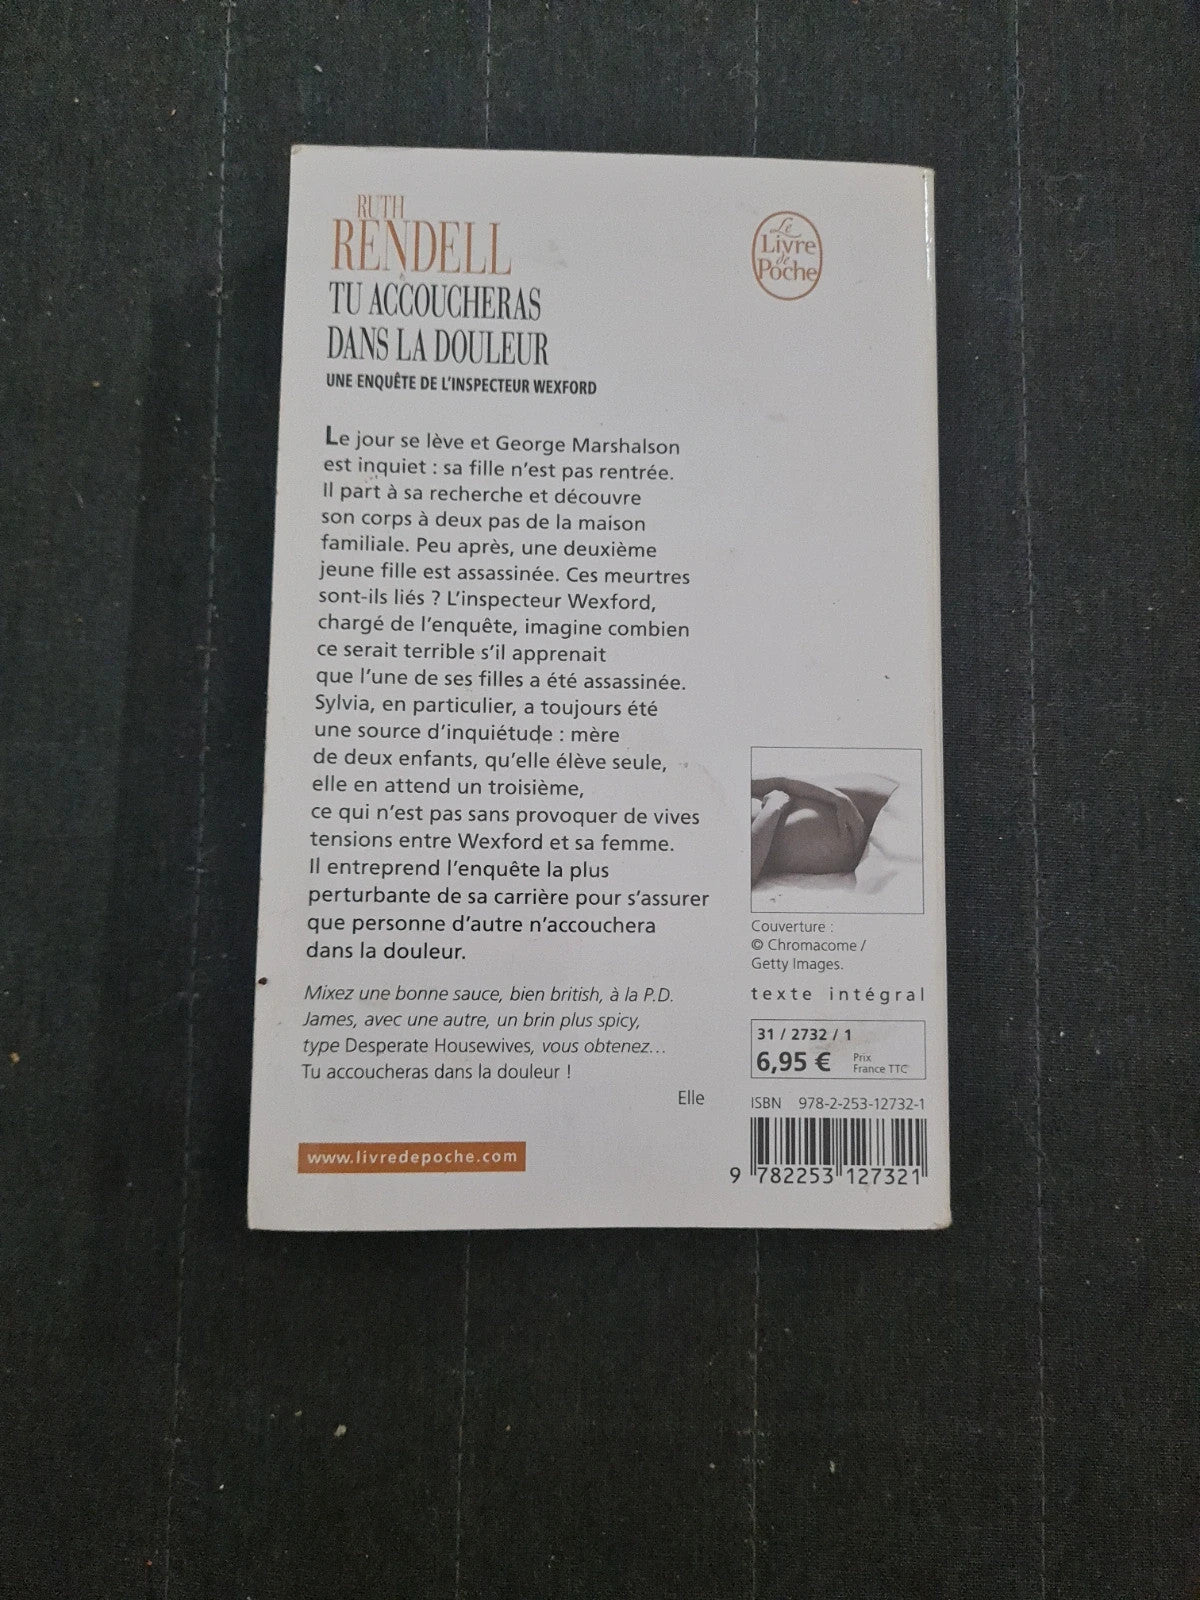 RUTH
RENDELL
TU ACCOUCHERAS
DANS LA DOULEUR
UNE ENQUÊTE DE L'INSPECTEUR WEXFORD
Le
Livre
de
Poche
Le jour se lève et George Marshalson
est inquiet : sa fille n'est pas rentrée.
Il part à sa recherche et découvre
son corps à deux pas de la maison
familiale. Peu après, une deuxième
jeune fille est assassinée. Ces meurtres
sont-ils liés ? L'inspecteur Wexford,
chargé de l'enquête, imagine combien
ce serait terrible s'il apprenait
que l'une de ses filles a été assassinée.
Sylvia, en particulier, a toujours été
une source d'inquiétude : mère
de deux enfants, qu'elle élève seule,
elle en attend un troisième,
ce qui n'est pas sans provoquer de vives
tensions entre Wexford et sa femme.
Il entreprend l'enquête la plus
perturbante de sa carrière pour s'assurer
que personne d'autre n'accouchera
dans la douleur.
Mixez une bonne sauce, bien british, à la P.D.
James, avec une autre, un brin plus spicy,
type Desperate Housewives, vous obtenez...
Tu accoucheras dans la douleur !
Elle
www.livredepoche.com
Couverture :
© Chromacome /
Getty Images.
texte intégral
31 / 2732 / 1
6,95 € Prix
France TTC
ISBN 978-2-253-12732-1
9 782253 127321